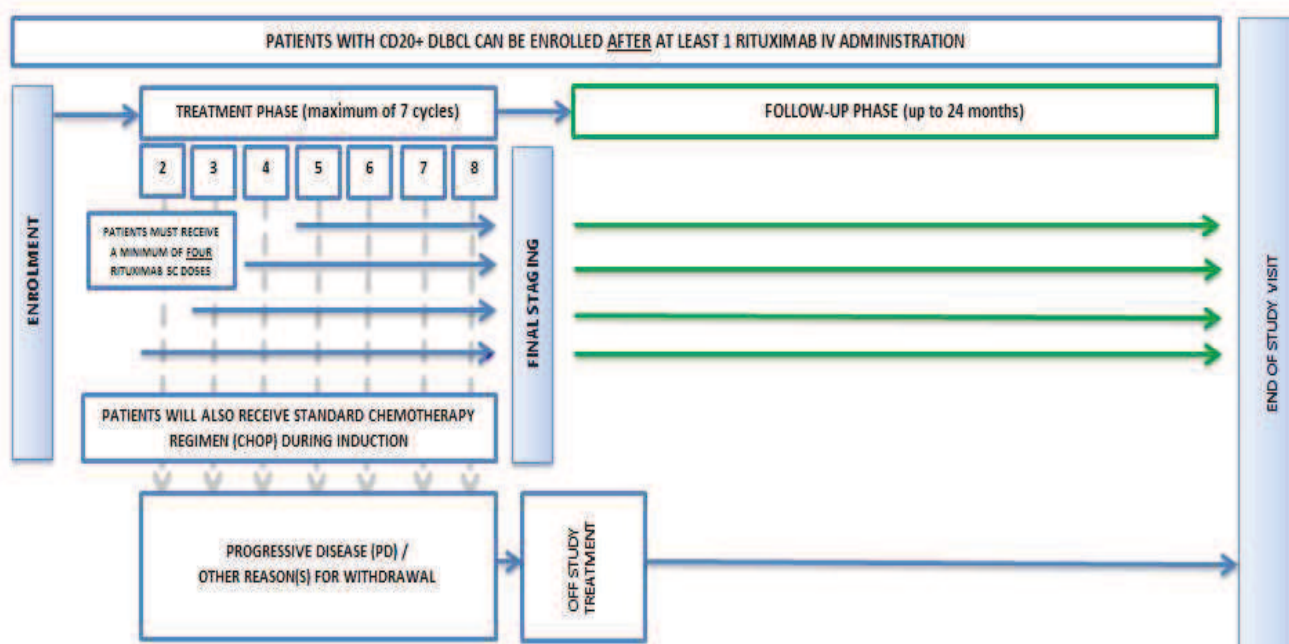 PATIENTS WITH CD20+ DLBCL CAN BE ENROLLED AFTER AT LEAST 1 RITUXIMAB IV ADMINISTRATION
ENROLMENT
TREATMENT PHASE (maximum of 7 cycles)
FOLLOW-UP PHASE (up to 24 months)
2
3
4
5
6
7
8
PATIENTS MUST RECEIVE
A MINIMUM OF FOUR
RITUXIMAB SC DOSES
FINAL STAGING
END OF STUDY VISIT
PATIENTS WILL ALSO RECEIVE STANDARD CHEMOTHERAPY
REGIMEN (CHOP) DURING INDUCTION
PROGRESSIVE DISEASE (PD) /
OTHER REASON(S) FOR WITHDRAWAL
OFF STUDY
TREATMENT